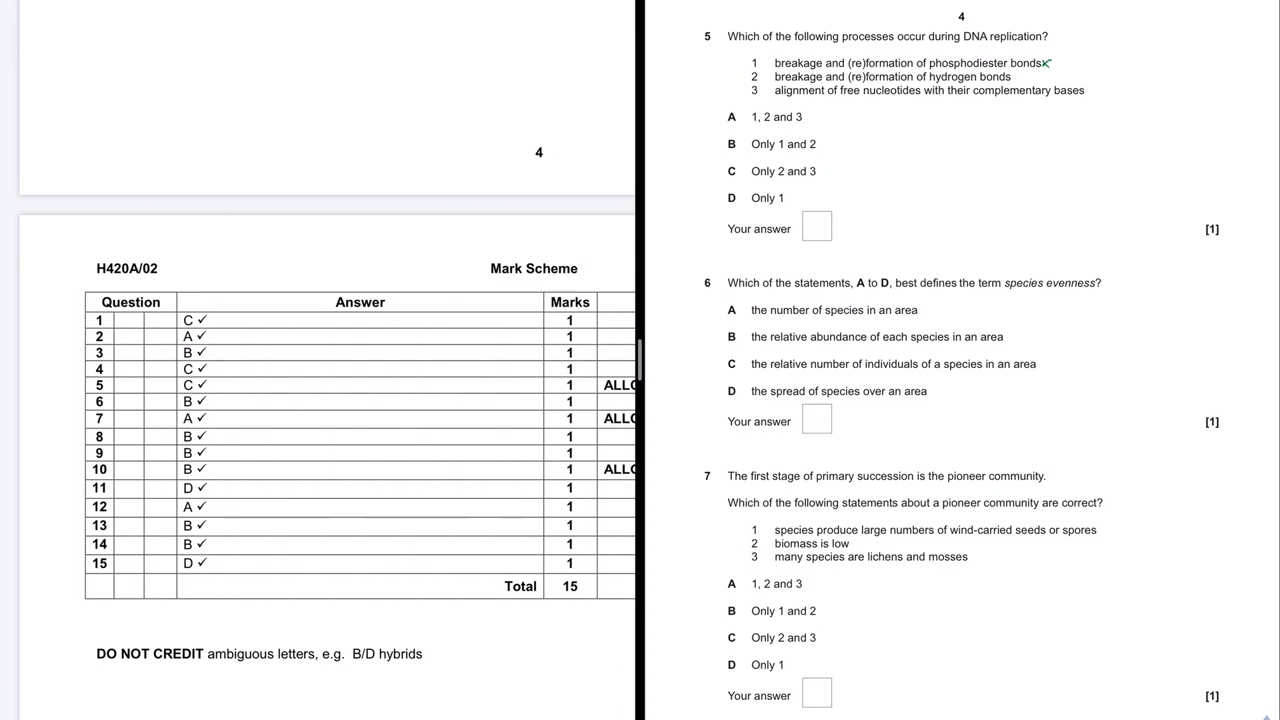 4
H420A/02 Mark Scheme
Question Answer Marks
1 C ✓ 1
2 A ✓ 1
3 B ✓ 1
4 C ✓ 1
5 C ✓ 1 ALLO
6 B ✓ 1
7 A ✓ 1 ALLO
8 B ✓ 1
9 B ✓ 1
10 B ✓ 1 ALLO
11 D ✓ 1
12 A ✓ 1
13 B ✓ 1
14 B ✓ 1
15 D ✓ 1
Total 15
DO NOT CREDIT ambiguous letters, e.g. B/D hybrids
4
5 Which of the following processes occur during DNA replication?
1 breakage and (re)formation of phosphodiester bonds
2 breakage and (re)formation of hydrogen bonds
3 alignment of free nucleotides with their complementary bases
A 1, 2 and 3
B Only 1 and 2
C Only 2 and 3
D Only 1
Your answer [1]
6 Which of the statements, A to D, best defines the term species evenness?
A the number of species in an area
B the relative abundance of each species in an area
C the relative number of individuals of a species in an area
D the spread of species over an area
Your answer [1]
7 The first stage of primary succession is the pioneer community.
Which of the following statements about a pioneer community are correct?
1 species produce large numbers of wind-carried seeds or spores
2 biomass is low
3 many species are lichens and mosses
A 1, 2 and 3
B Only 1 and 2
C Only 2 and 3
D Only 1
Your answer [1]